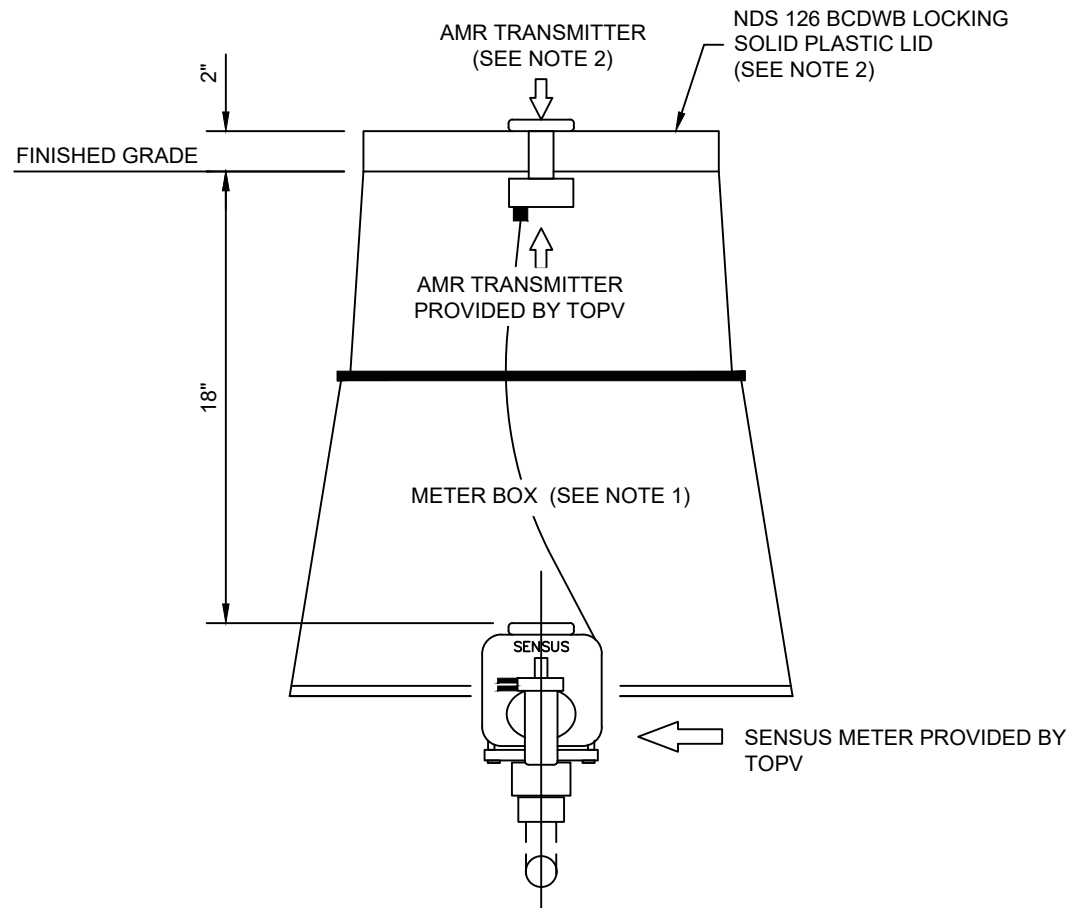 AMR TRANSMITTER
(SEE NOTE 2)
NDS 126 BCDWB LOCKING
SOLID PLASTIC LID
(SEE NOTE 2)
2"
FINISHED GRADE
AMR TRANSMITTER
PROVIDED BY TOPV
18"
METER BOX (SEE NOTE 1)
SENSUS
SENSUS METER PROVIDED BY
TOPV